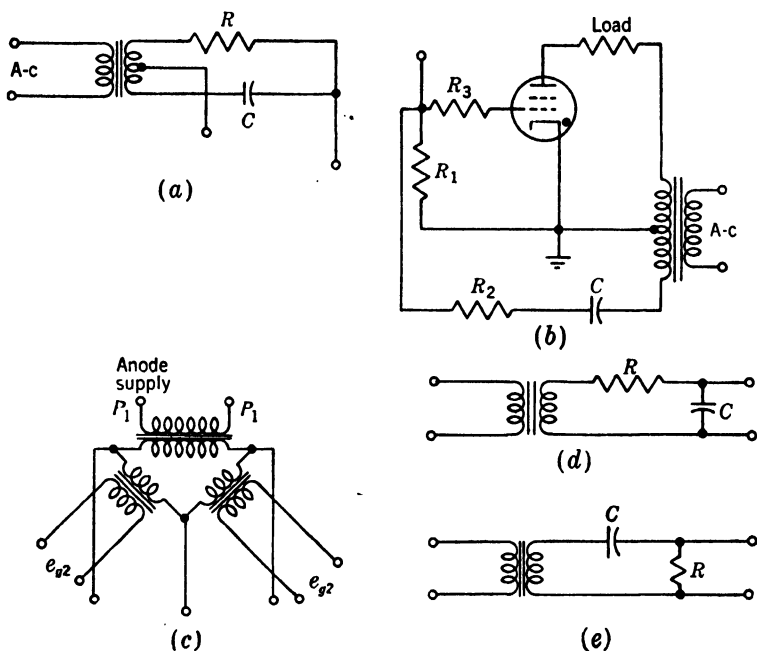 R
A-c
C
(a)
Load
R3
R1
A-c
R2
C
(b)
Anode
supply
P1 P1
eg2 eg2
(c)
R
C
(d)
C
R
(e)